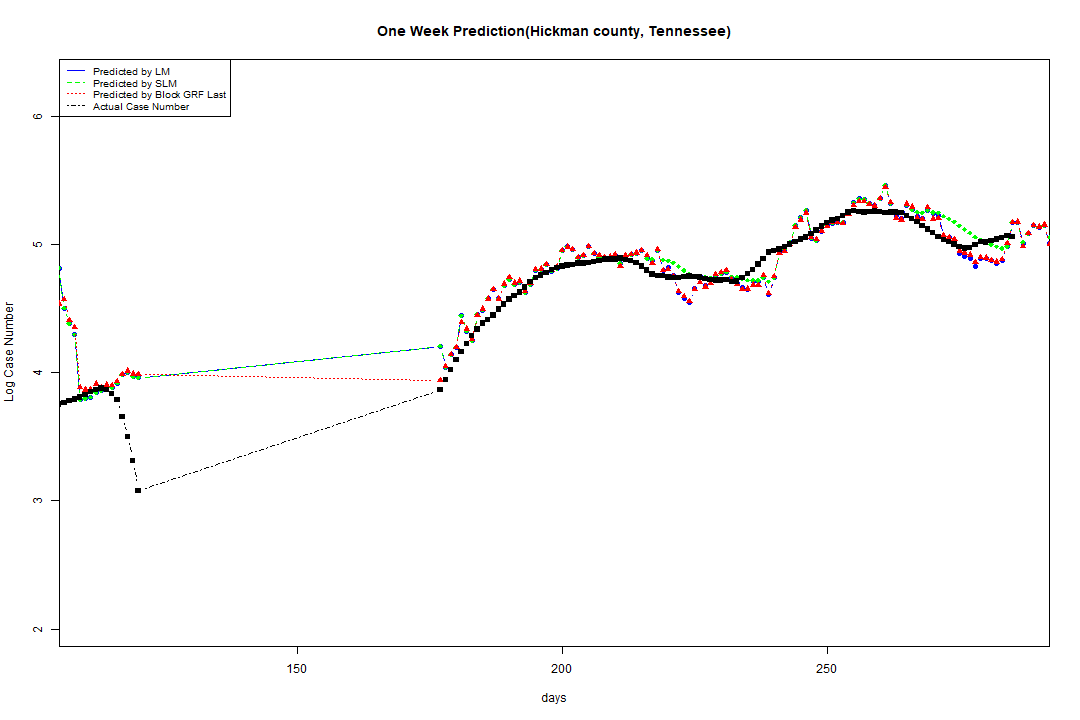 One Week Prediction(Hickman county, Tennessee)
Predicted by LM
Predicted by SLM
Predicted by Block GRF Last
Actual Case Number
6
5
4
3
2
Log Case Number
150 200 250
days